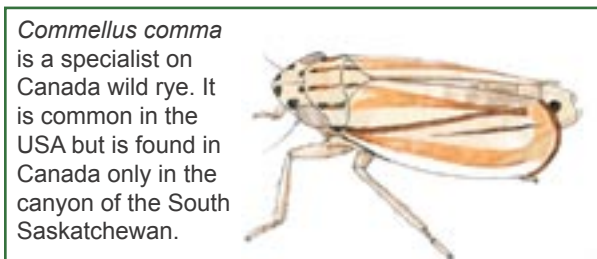 Commellus comma
is a specialist on
Canada wild rye. It
is common in the
USA but is found in
Canada only in the
canyon of the South
Saskatchewan.